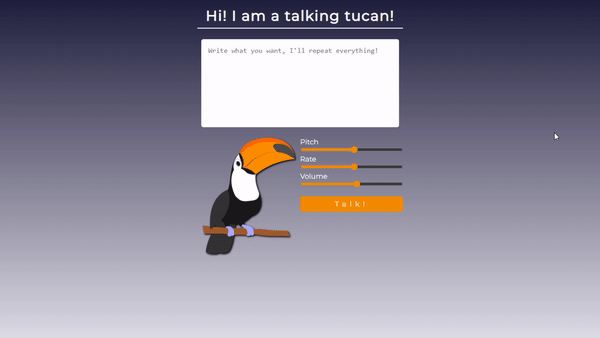 Hi! I am a talking tucan!
Write what you want, I'll repeat everything!
Pitch
Rate
Volume
Talk!